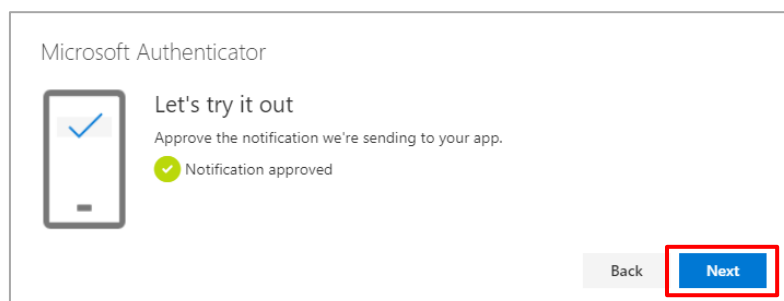 Microsoft Authenticator
Let's try it out
Approve the notification we're sending to your app.
Notification approved
Back Next